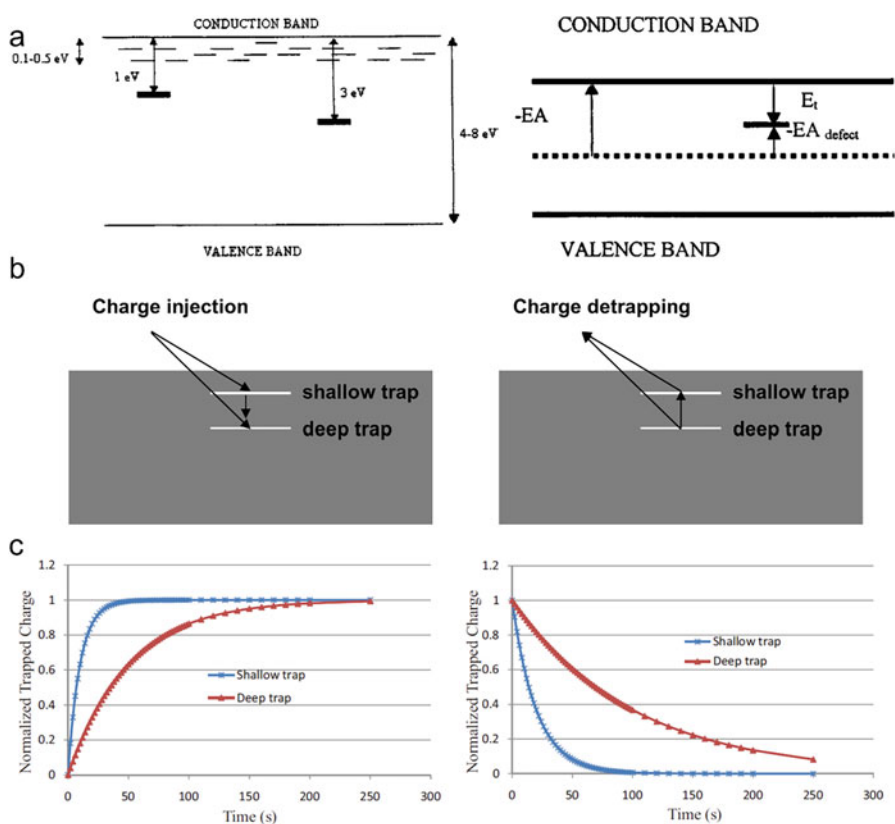 a
CONDUCTION BAND
0.1-0.5 eV
1 eV
3 eV
4-8 eV
VALENCE BAND
CONDUCTION BAND
-EA
Et
-EA defect
VALENCE BAND
b
Charge injection
shallow trap
deep trap
Charge detrapping
shallow trap
deep trap
c
Normalized Trapped Charge
1.2
1
0.8
0.6
0.4
0.2
0
Shallow trap
Deep trap
0 50 100 150 200 250 300
Time (s)
Normalized Trapped Charge
1.2
1
0.8
0.6
0.4
0.2
0
Shallow trap
Deep trap
0 50 100 150 200 250 300
Time (s)